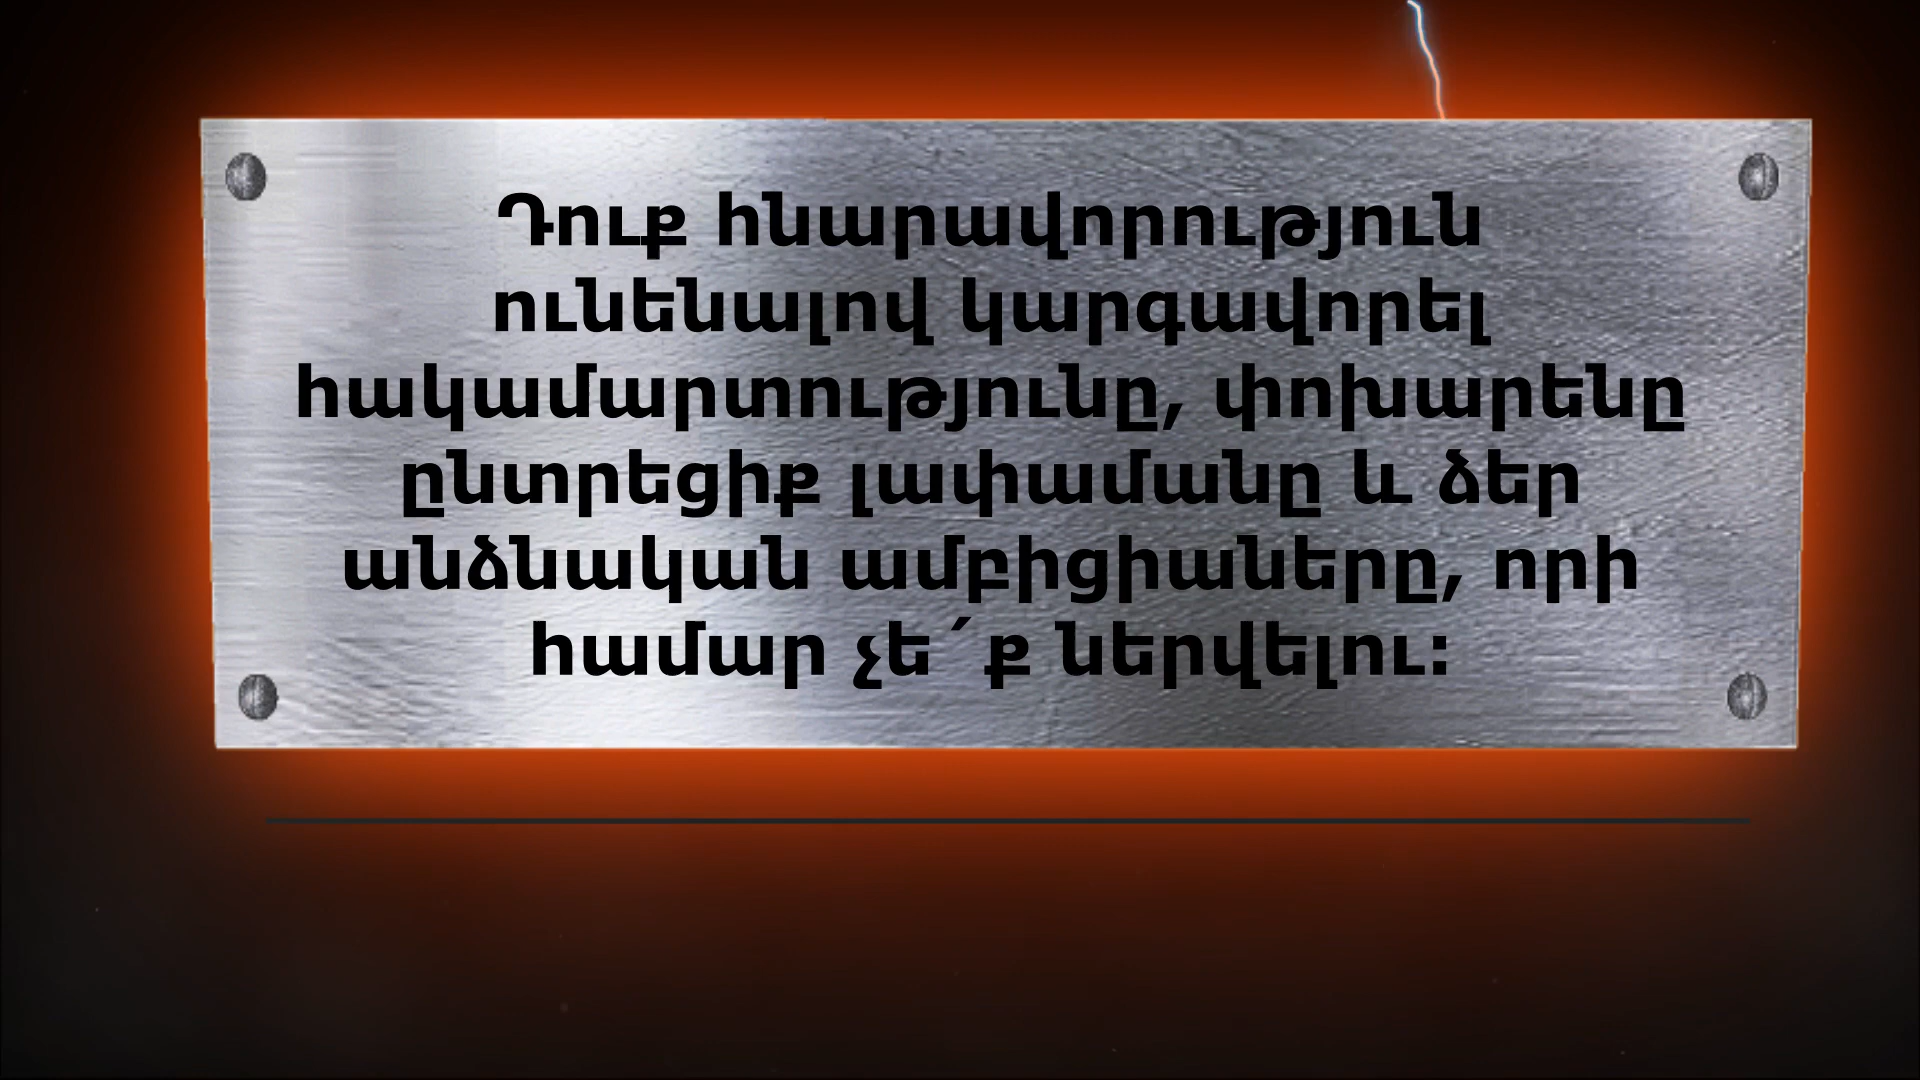 Դուք հնարավորություն
ունենալով կարգավորել
հակամարտությունը, փոխարենը
ընտրեցիք լափամանը և ձեր
անձնական ամբիցիաները, որի
համար չե՛ք ներվելու: